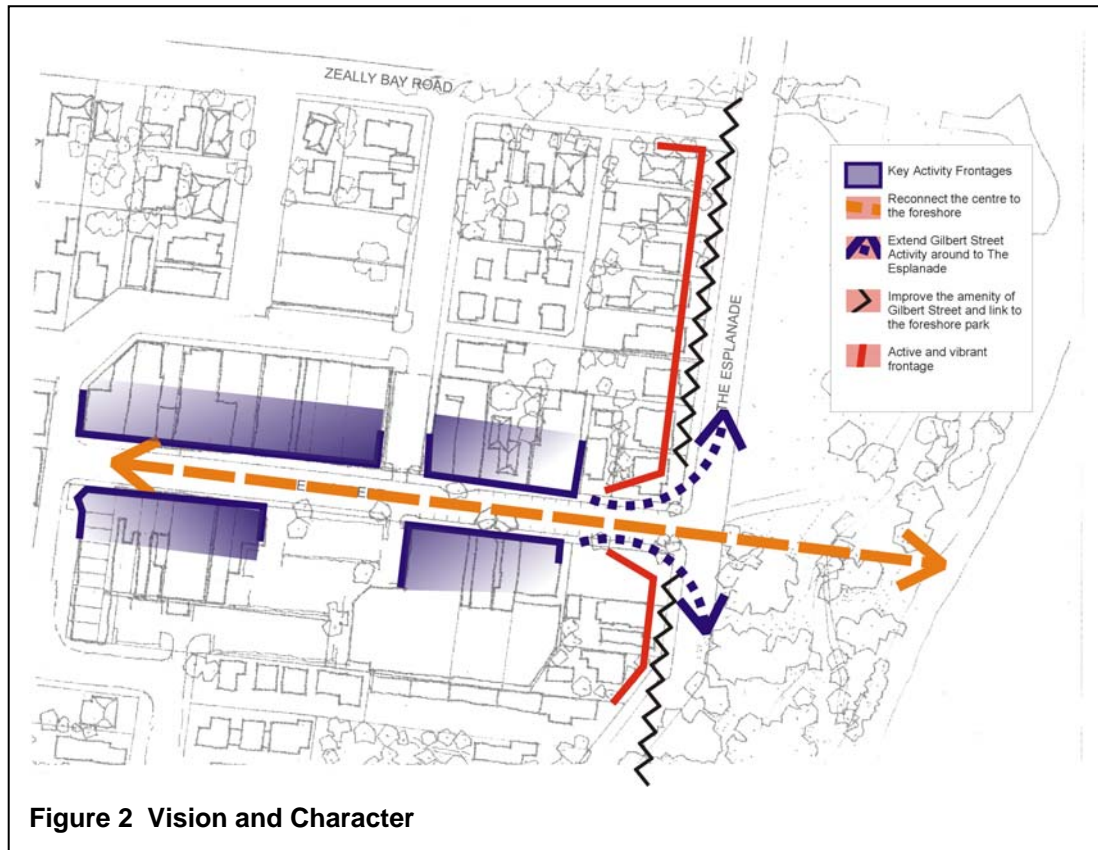 ZEALLY BAY ROAD
Key Activity Frontages
Reconnect the centre to
the foreshore
Extend Gilbert Street
Activity around to The
Esplanade
Improve the amenity of
Gilbert Street and link to
the foreshore park
Active and vibrant
frontage
THE ESPLANADE
E E
Figure 2 Vision and Character